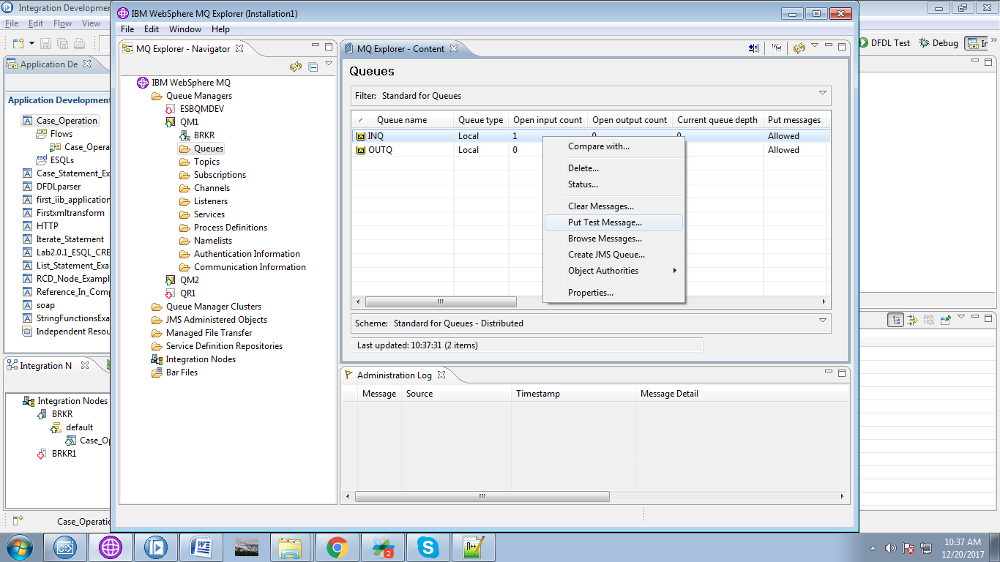 Integration Developme
IBM WebSphere MQ Explorer (Installation1)
File Edit Flow View
File Edit Window Help
MQ Explorer - Navigator
MQ Explorer - Content
DFDL Test
Debug
Application De
Application Development
Case_Operation
Flows
Case_Opera
ESQLs
Case_Statement_Ex
DFDLparser
first_iib_application
Firstxmltransform
HTTP
Iterate_Statement
Lab2.0.1_ESQL_CRE
List_Statement_Exa
RCD_Node_Exampl
Reference_In_Comp
soap
StringFunctionsExa
Independent Resou
IBM WebSphere MQ
Queue Managers
ESBQMDEV
QM1
BRKR
Queues
Topics
Subscriptions
Channels
Listeners
Services
Process Definitions
Namelists
Authentication Information
Communication Information
QM2
QR1
Queue Manager Clusters
JMS Administered Objects
Managed File Transfer
Service Definition Repositories
Integration Nodes
Bar Files
Queues
Filter: Standard for Queues
Queue name Queue type Open input count Open output count Current queue depth Put messages
INQ Local 1 0 0 Allowed
OUTQ Local 0 Allowed
Compare with...
Delete...
Status...
Clear Messages...
Put Test Message...
Browse Messages...
Create JMS Queue...
Object Authorities
Properties...
Scheme: Standard for Queues - Distributed
Last updated: 10:37:31 (2 items)
Administration Log
Message Source Timestamp Message Detail
Integration N
Integration Nodes
BRKR
default
Case_Op
BRKR1
Case_Operatio
2
10:37 AM
12/20/2017